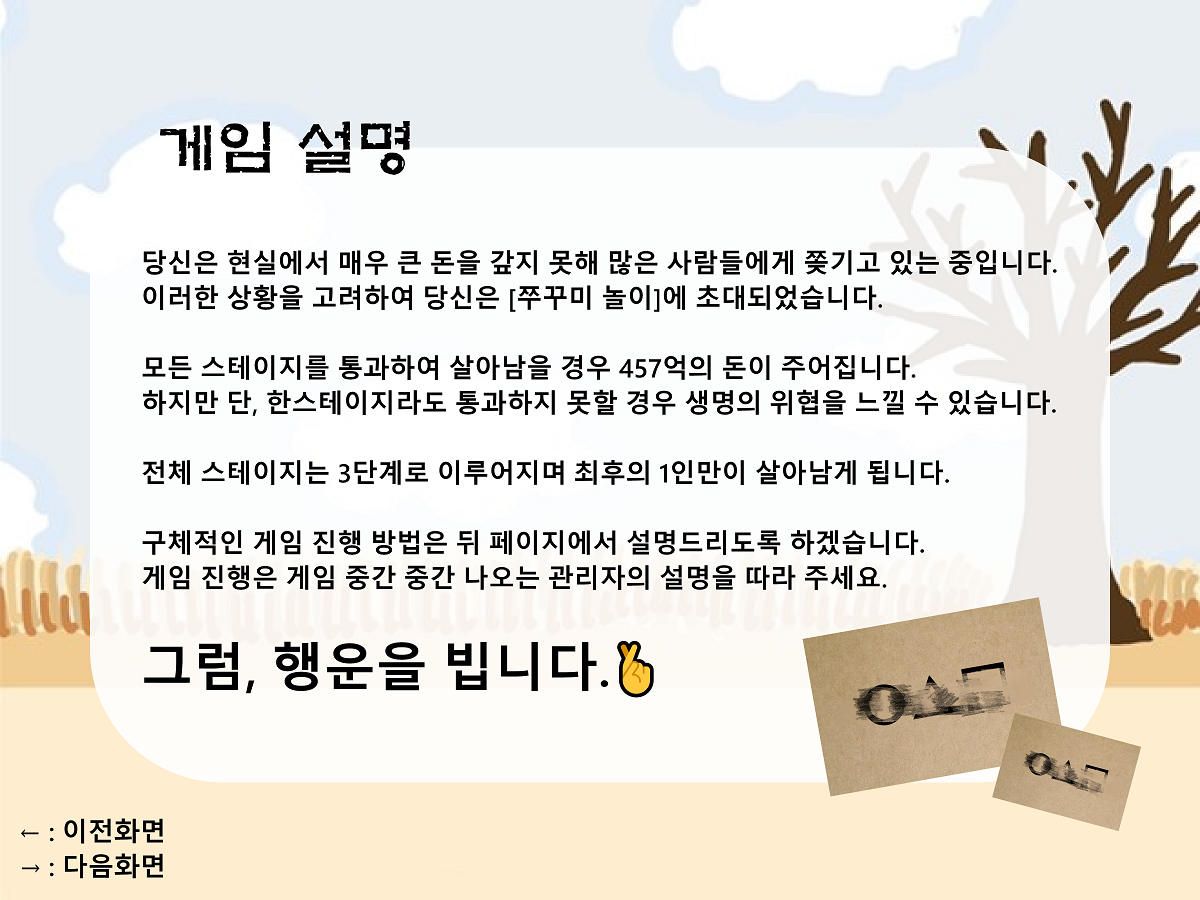 게임 설명
당신은 현실에서 매우 큰 돈을 갚지 못해 많은 사람들에게 쫒기고 있는 중입니다.
이러한 상황을 고려하여 당신은 [쭈꾸미 놀이]에 초대되었습니다.
모든 스테이지를 통과하여 살아남을 경우 457억의 돈이 주어집니다.
하지만 단, 한스테이지라도 통과하지 못할 경우 생명의 위협을 느낄 수 있습니다.
전체 스테이지는 3단계로 이루어지며 최후의 1인만이 살아남게 됩니다.
구체적인 게임 진행 방법은 뒤 페이지에서 설명드리도록 하겠습니다.
게임 진행은 게임 중간 중간 나오는 관리자의 설명을 따라 주세요.
그럼, 행운을 빕니다.🫰
← : 이전화면
→ : 다음화면